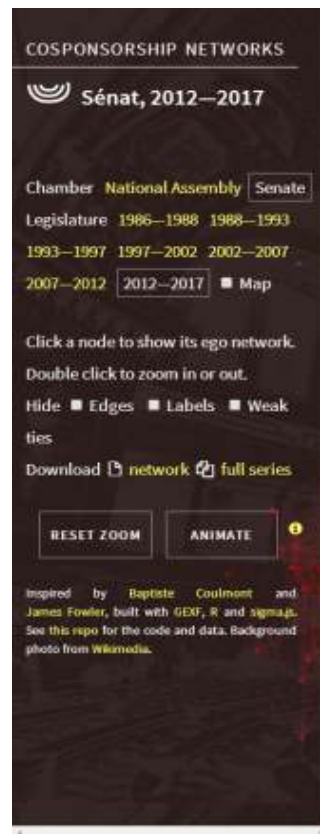 COSPONSORSHIP NETWORKS
Sénat, 2012—2017
Chamber National Assembly Senate
Legislature 1986—1988 1988—1993
1993—1997 1997—2002 2002—2007
2007—2012 2012—2017 Map
Click a node to show its ego network.
Double click to zoom in or out.
Hide Edges Labels Weak
ties
Download network full series
RESET ZOOM ANIMATE
Inspired by Baptiste Coulmont and
James Fowler, built with GEXF, R and sigma.js.
See this repo for the code and data. Background
photo from Wikimedia.